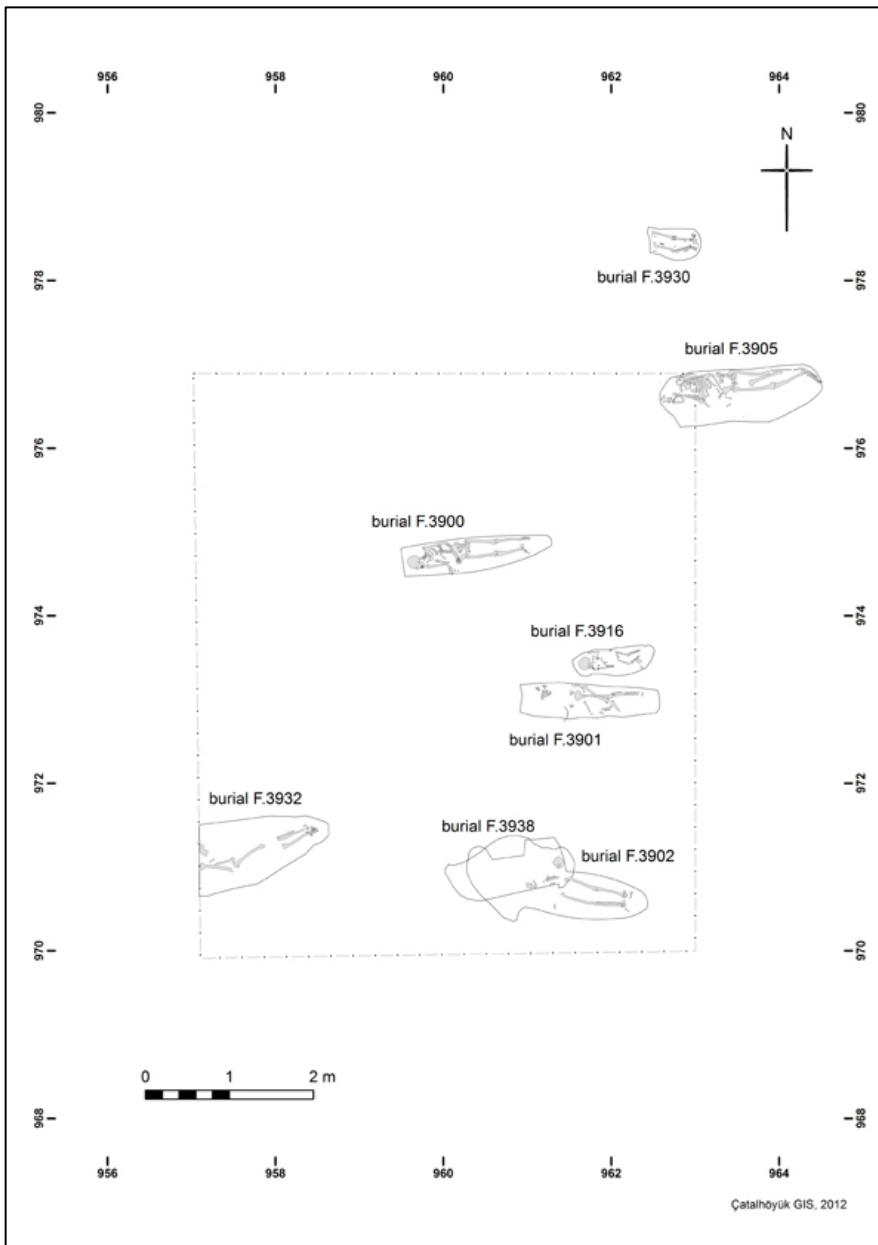 956 958 960 962 964
980 980
N
978 978
burial F.3930
burial F.3905
976 976
burial F.3900
974 974
burial F.3916
burial F.3901
972 972
burial F.3932
burial F.3938
burial F.3902
970 970
0 1 2 m
968 968
956 958 960 962 964
Çatalhöyük GIS, 2012